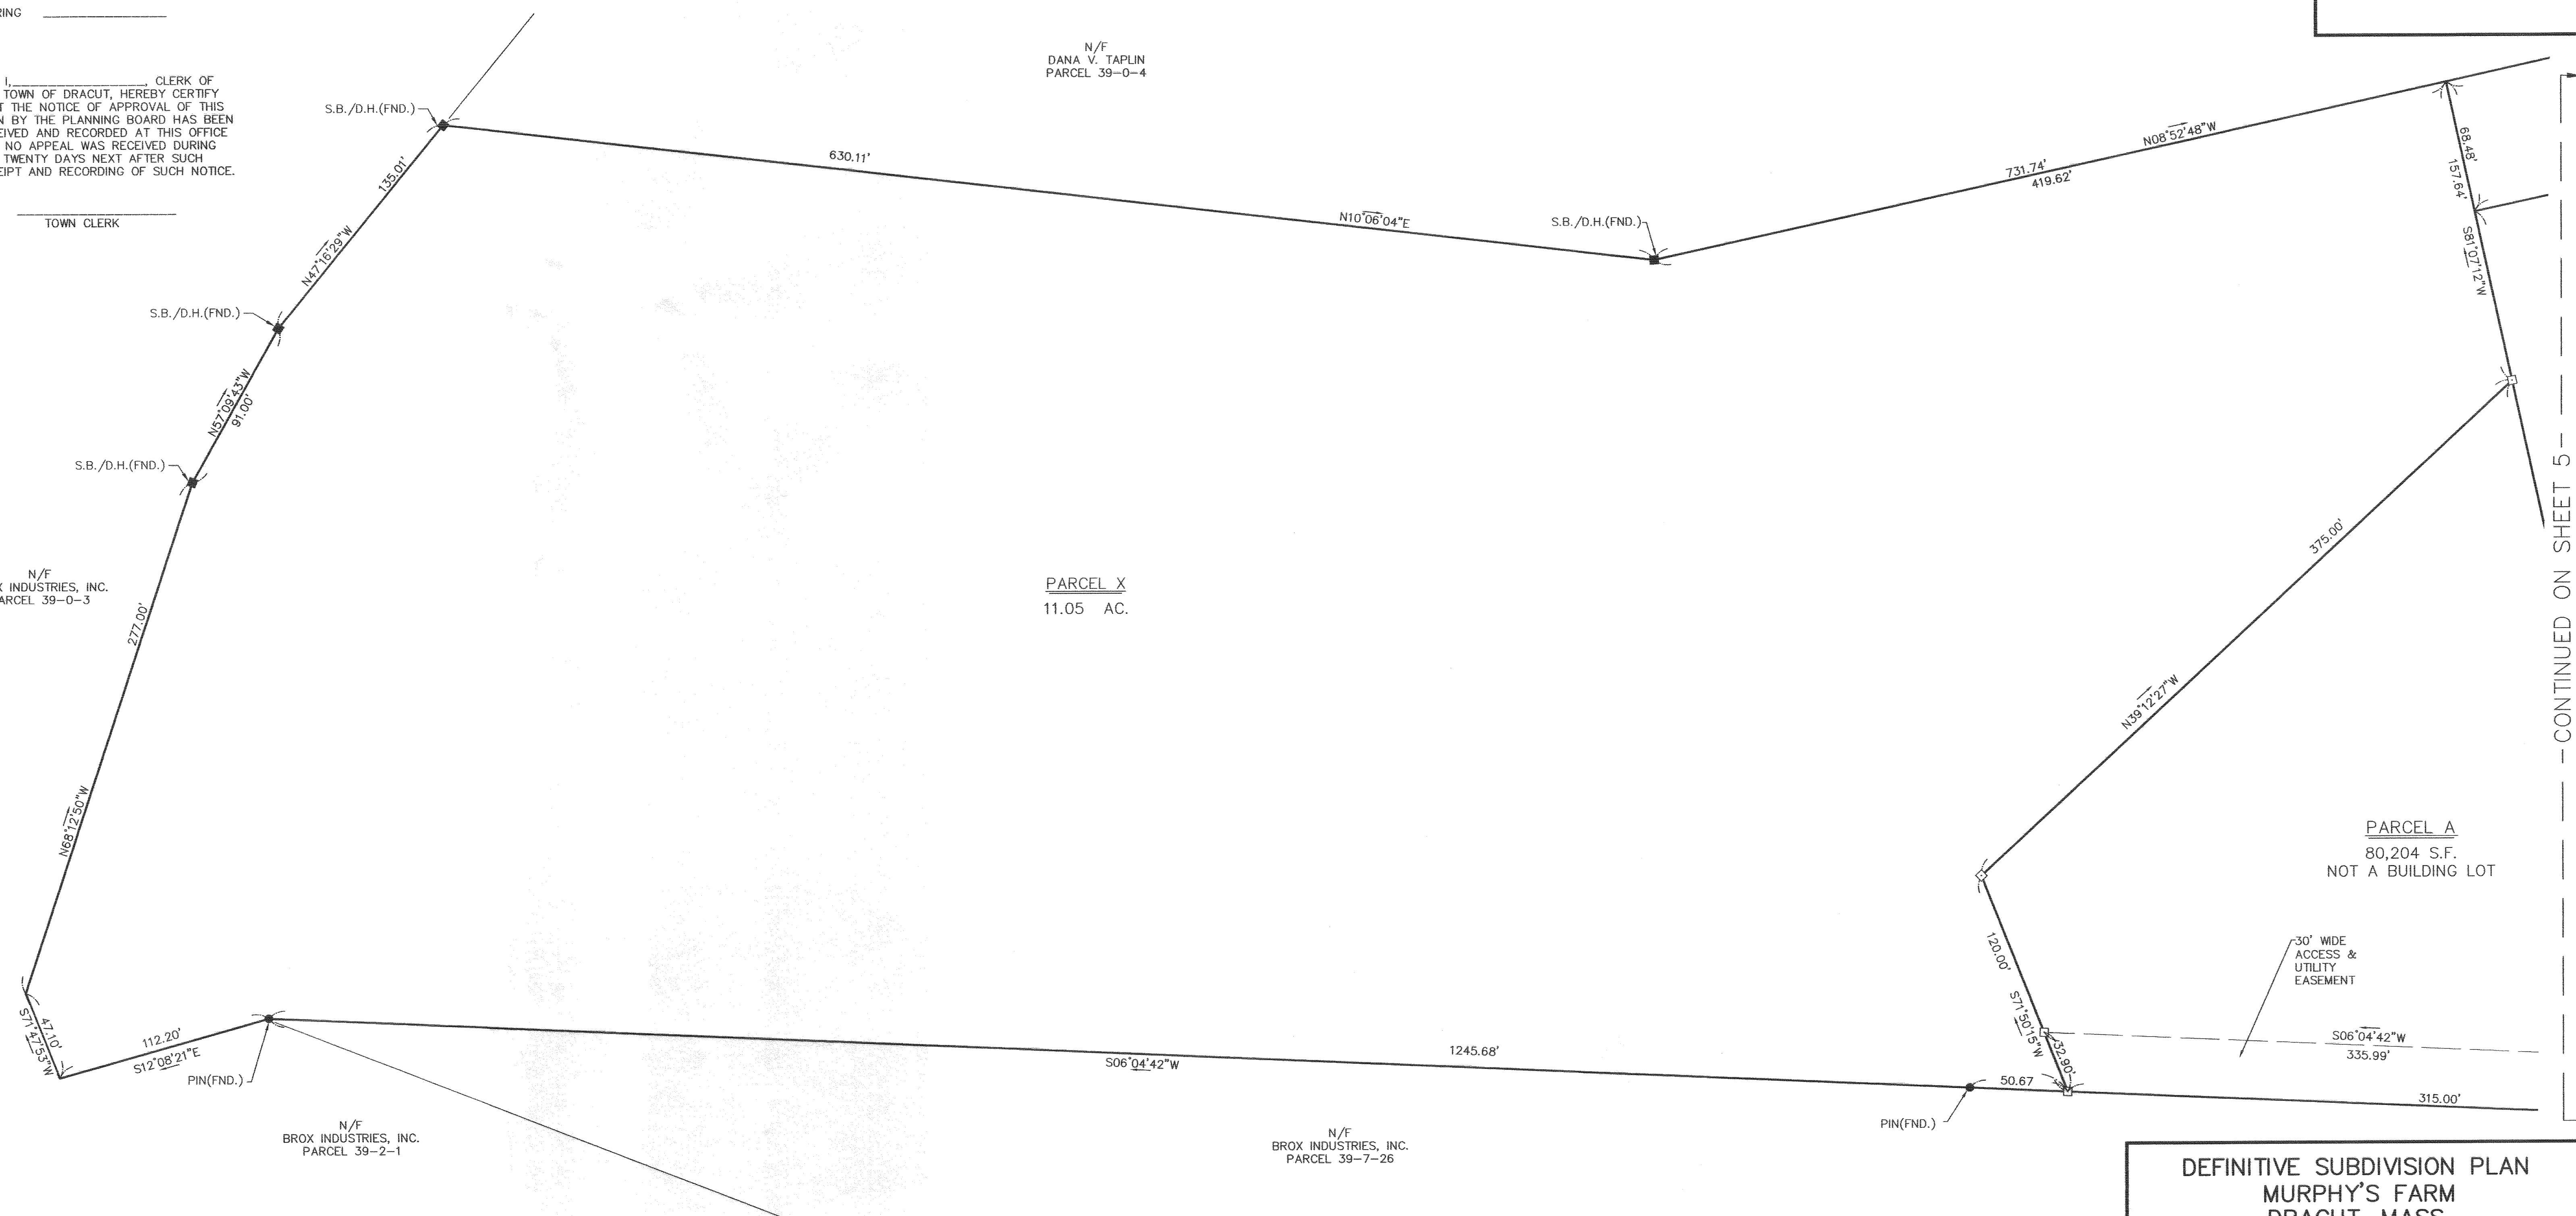 RING
I, CLERK OF
TOWN OF DRACUT, HEREBY CERTIFY
THE NOTICE OF APPROVAL OF THIS
BY THE PLANNING BOARD HAS BEEN
EIVED AND RECORDED AT THIS OFFICE
NO APPEAL WAS RECEIVED DURING
TWENTY DAYS NEXT AFTER SUCH
EIPT AND RECORDING OF SUCH NOTICE.
TOWN CLERK
N/F
DANA V. TAPLIN
PARCEL 39-0-4
S.B./D.H.(FND.)
135.01'
N47°16'29"W
630.11'
N10°06'04"E
S.B./D.H.(FND.)
731.74'
419.62'
N08°52'48"W
68.48'
157.64'
S81°07'12"W
S.B./D.H.(FND.)
N57°09'43"W
91.00'
S.B./D.H.(FND.)
N/F
X INDUSTRIES, INC.
ARCEL 39-0-3
277.00'
N68°12'50"W
PARCEL X
11.05 AC.
375.00'
N39°12'27"W
CONTINUED ON SHEET 5
PARCEL A
80,204 S.F.
NOT A BUILDING LOT
30' WIDE
ACCESS &
UTILITY
EASEMENT
120.00'
S71°50'15"W
32.90'
S06°04'42"W
335.99'
47.10'
S71°47'53"W
112.20'
S12°08'21"E
PIN(FND.)
1245.68'
S06°04'42"W
50.67
PIN(FND.)
315.00'
N/F
BROX INDUSTRIES, INC.
PARCEL 39-2-1
N/F
BROX INDUSTRIES, INC.
PARCEL 39-7-26
DEFINITIVE SUBDIVISION PLAN
MURPHY'S FARM
DRACUT, MASS.